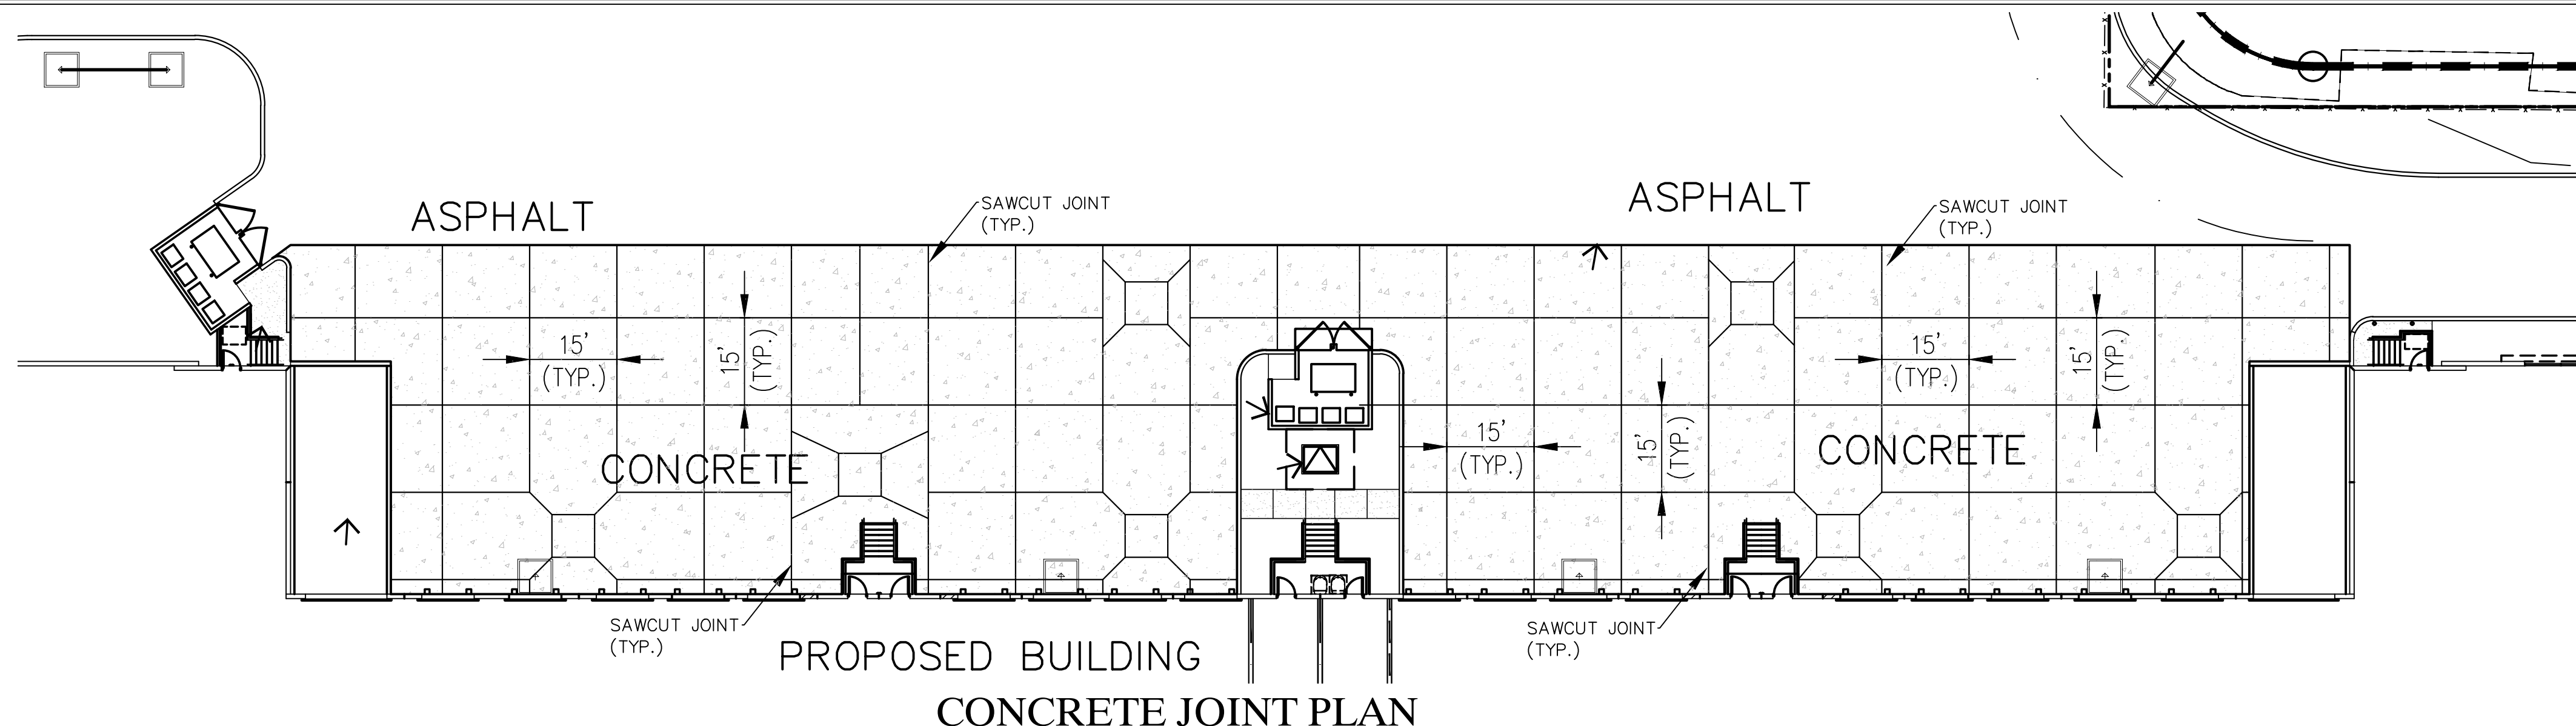 ASPHALT
SAWCUT JOINT
(TYP.)
ASPHALT
SAWCUT JOINT
(TYP.)
15'
(TYP.)
15'
(TYP.)
15'
(TYP.)
15'
(TYP.)
15'
(TYP.)
15'
(TYP.)
CONCRETE
CONCRETE
SAWCUT JOINT
(TYP.)
SAWCUT JOINT
(TYP.)
PROPOSED BUILDING
CONCRETE JOINT PLAN